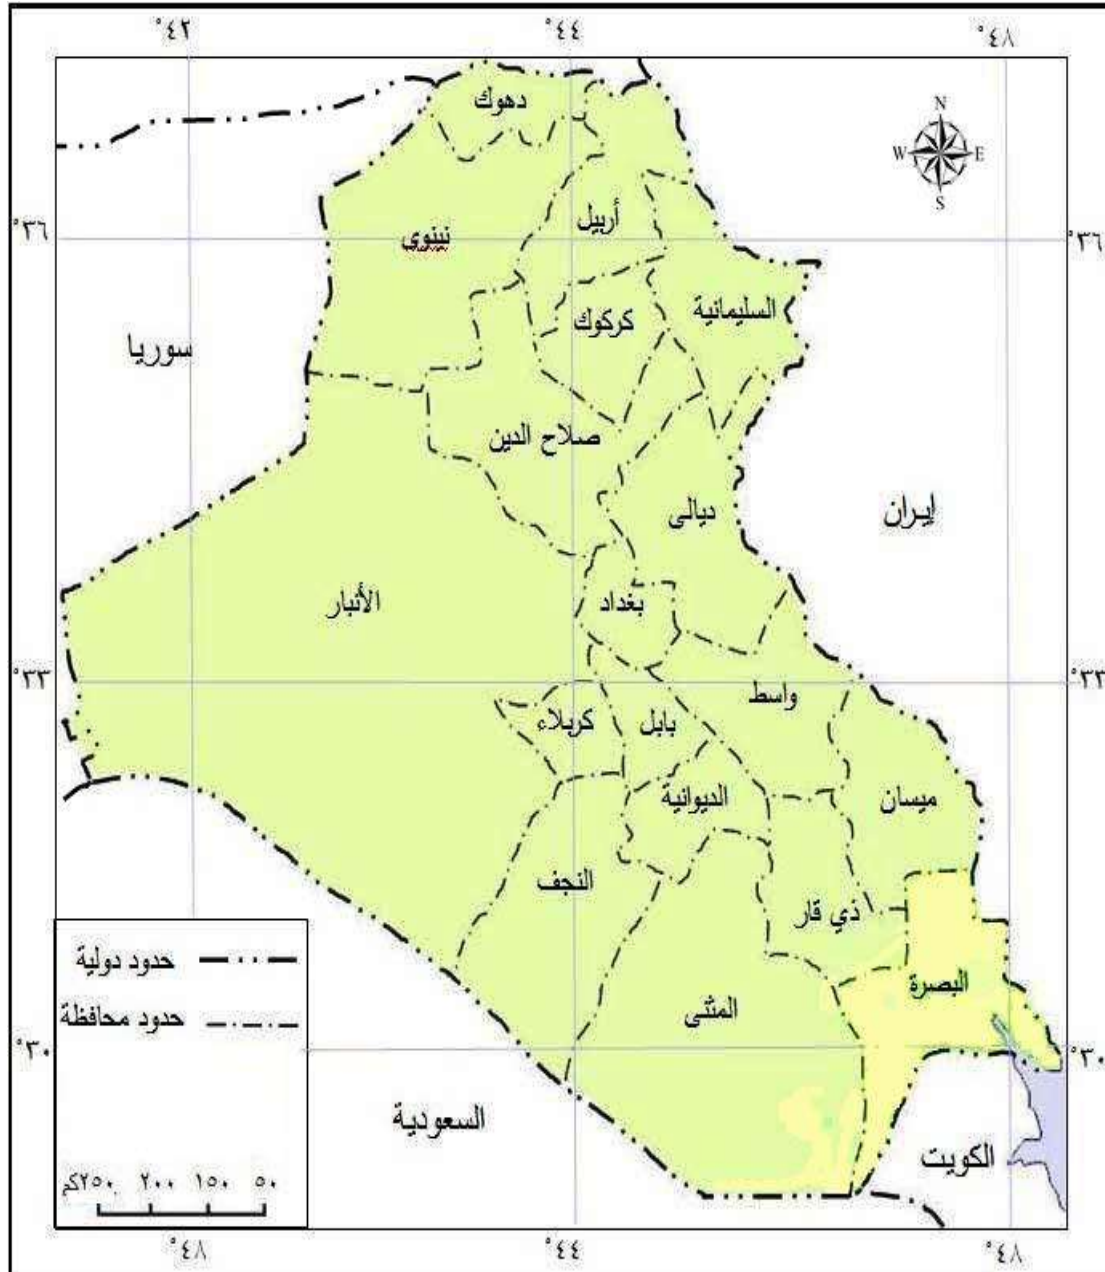 °٤٢ °٤٤ °٤٨
N
W E
S
دهوك
أربيل
نينوى
°٣٦ °٣٦
السليمانية
كركوك
سوريا
صلاح الدين
ديالى
إيران
الأنبار
بغداد
°٣٣ °٣٣
واسط
كربلاء
بابل
الديوانية
ميسان
النجف
ذي قار
البصرة
المثنى
حدود دولية
حدود محافظة
°٣٠ °٣٠
السعودية
الكويت
٥٠ ١٥٠ ٢٠٠ ٢٥٠كم
°٤٨ °٤٤ °٤٨